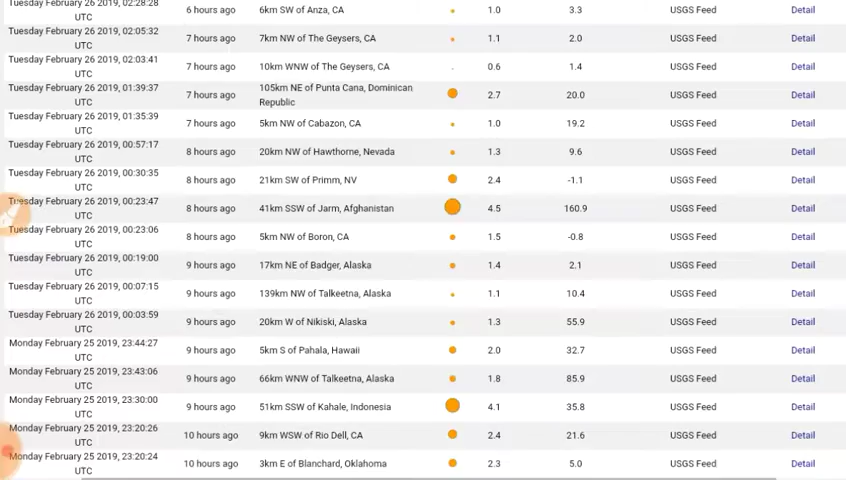 Tuesday February 26 2019, 02:28:28 UTC 6 hours ago 6km SW of Anza, CA 1.0 3.3 USGS Feed Detail
Tuesday February 26 2019, 02:05:32 UTC 7 hours ago 7km NW of The Geysers, CA 1.1 2.0 USGS Feed Detail
Tuesday February 26 2019, 02:03:41 UTC 7 hours ago 10km WNW of The Geysers, CA 0.6 1.4 USGS Feed Detail
Tuesday February 26 2019, 01:39:37 UTC 7 hours ago 105km NE of Punta Cana, Dominican Republic 2.7 20.0 USGS Feed Detail
Tuesday February 26 2019, 01:35:39 UTC 7 hours ago 5km NW of Cabazon, CA 1.0 19.2 USGS Feed Detail
Tuesday February 26 2019, 00:57:17 UTC 8 hours ago 20km NW of Hawthorne, Nevada 1.3 9.6 USGS Feed Detail
Tuesday February 26 2019, 00:30:35 UTC 8 hours ago 21km SW of Primm, NV 2.4 -1.1 USGS Feed Detail
Tuesday February 26 2019, 00:23:47 UTC 8 hours ago 41km SSW of Jarm, Afghanistan 4.5 160.9 USGS Feed Detail
Tuesday February 26 2019, 00:23:06 UTC 8 hours ago 5km NW of Boron, CA 1.5 -0.8 USGS Feed Detail
Tuesday February 26 2019, 00:19:00 UTC 9 hours ago 17km NE of Badger, Alaska 1.4 2.1 USGS Feed Detail
Tuesday February 26 2019, 00:07:15 UTC 9 hours ago 139km NW of Talkeetna, Alaska 1.1 10.4 USGS Feed Detail
Tuesday February 26 2019, 00:03:59 UTC 9 hours ago 20km W of Nikiski, Alaska 1.3 55.9 USGS Feed Detail
Monday February 25 2019, 23:44:27 UTC 9 hours ago 5km S of Pahala, Hawaii 2.0 32.7 USGS Feed Detail
Monday February 25 2019, 23:43:06 UTC 9 hours ago 66km WNW of Talkeetna, Alaska 1.8 85.9 USGS Feed Detail
Monday February 25 2019, 23:30:00 UTC 9 hours ago 51km SSW of Kahale, Indonesia 4.1 35.8 USGS Feed Detail
Monday February 25 2019, 23:20:26 UTC 10 hours ago 9km WSW of Rio Dell, CA 2.4 21.6 USGS Feed Detail
Monday February 25 2019, 23:20:24 UTC 10 hours ago 3km E of Blanchard, Oklahoma 2.3 5.0 USGS Feed Detail